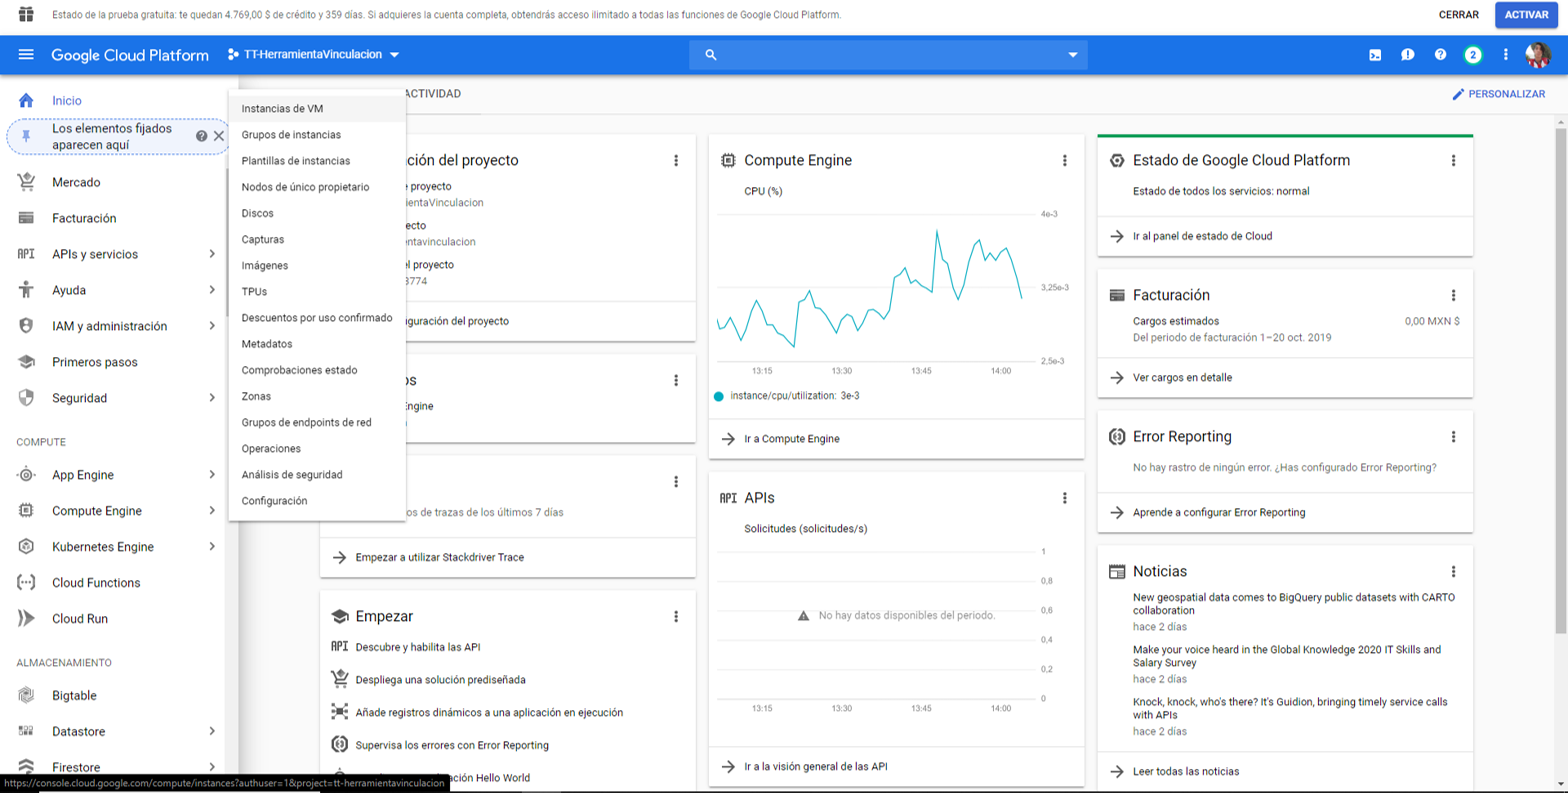 Estado de la prueba gratuita: te quedan 4.769,00 $ de crédito y 359 días. Si adquieres la cuenta completa, obtendrás acceso ilimitado a todas las funciones de Google Cloud Platform.
CERRAR
ACTIVAR
Google Cloud Platform
TT-HerramientaVinculacion
2
Inicio
Los elementos fijados
aparecen aquí
Mercado
Facturación
API APIs y servicios
Ayuda
IAM y administración
Primeros pasos
Seguridad
COMPUTE
App Engine
Compute Engine
Kubernetes Engine
Cloud Functions
Cloud Run
ALMACENAMIENTO
Bigtable
Datastore
Firestore
https://console.cloud.google.com/compute/instances?authuser=1&project=tt-herramientavinculacion
Instancias de VM
Grupos de instancias
Plantillas de instancias
Nodos de único propietario
Discos
Capturas
Imágenes
TPUs
Descuentos por uso confirmado
Metadatos
Comprobaciones estado
Zonas
Grupos de endpoints de red
Operaciones
Análisis de seguridad
Configuración
ACTIVIDAD
PERSONALIZAR
ción del proyecto
proyecto
ientaVinculacion
ecto
entavinculacion
l proyecto
3774
guración del proyecto
os
Engine
os de trazas de los últimos 7 días
Empezar a utilizar Stackdriver Trace
Empezar
API Descubre y habilita las API
Despliega una solución prediseñada
Añade registros dinámicos a una aplicación en ejecución
Supervisa los errores con Error Reporting
ación Hello World
Compute Engine
CPU (%)
4e-3
3,25e-3
2,5e-3
13:15 13:30 13:45 14:00
instance/cpu/utilization: 3e-3
Ir a Compute Engine
API APIs
Solicitudes (solicitudes/s)
1
0,8
0,6
0,4
0,2
0
No hay datos disponibles del periodo.
13:15 13:30 13:45 14:00
Ir a la visión general de las API
Estado de Google Cloud Platform
Estado de todos los servicios: normal
Ir al panel de estado de Cloud
Facturación
Cargos estimados 0,00 MXN $
Del periodo de facturación 1–20 oct. 2019
Ver cargos en detalle
Error Reporting
No hay rastro de ningún error. ¿Has configurado Error Reporting?
Aprende a configurar Error Reporting
Noticias
New geospatial data comes to BigQuery public datasets with CARTO
collaboration
hace 2 días
Make your voice heard in the Global Knowledge 2020 IT Skills and
Salary Survey
hace 2 días
Knock, knock, who's there? It's Guidion, bringing timely service calls
with APIs
hace 2 días
Leer todas las noticias